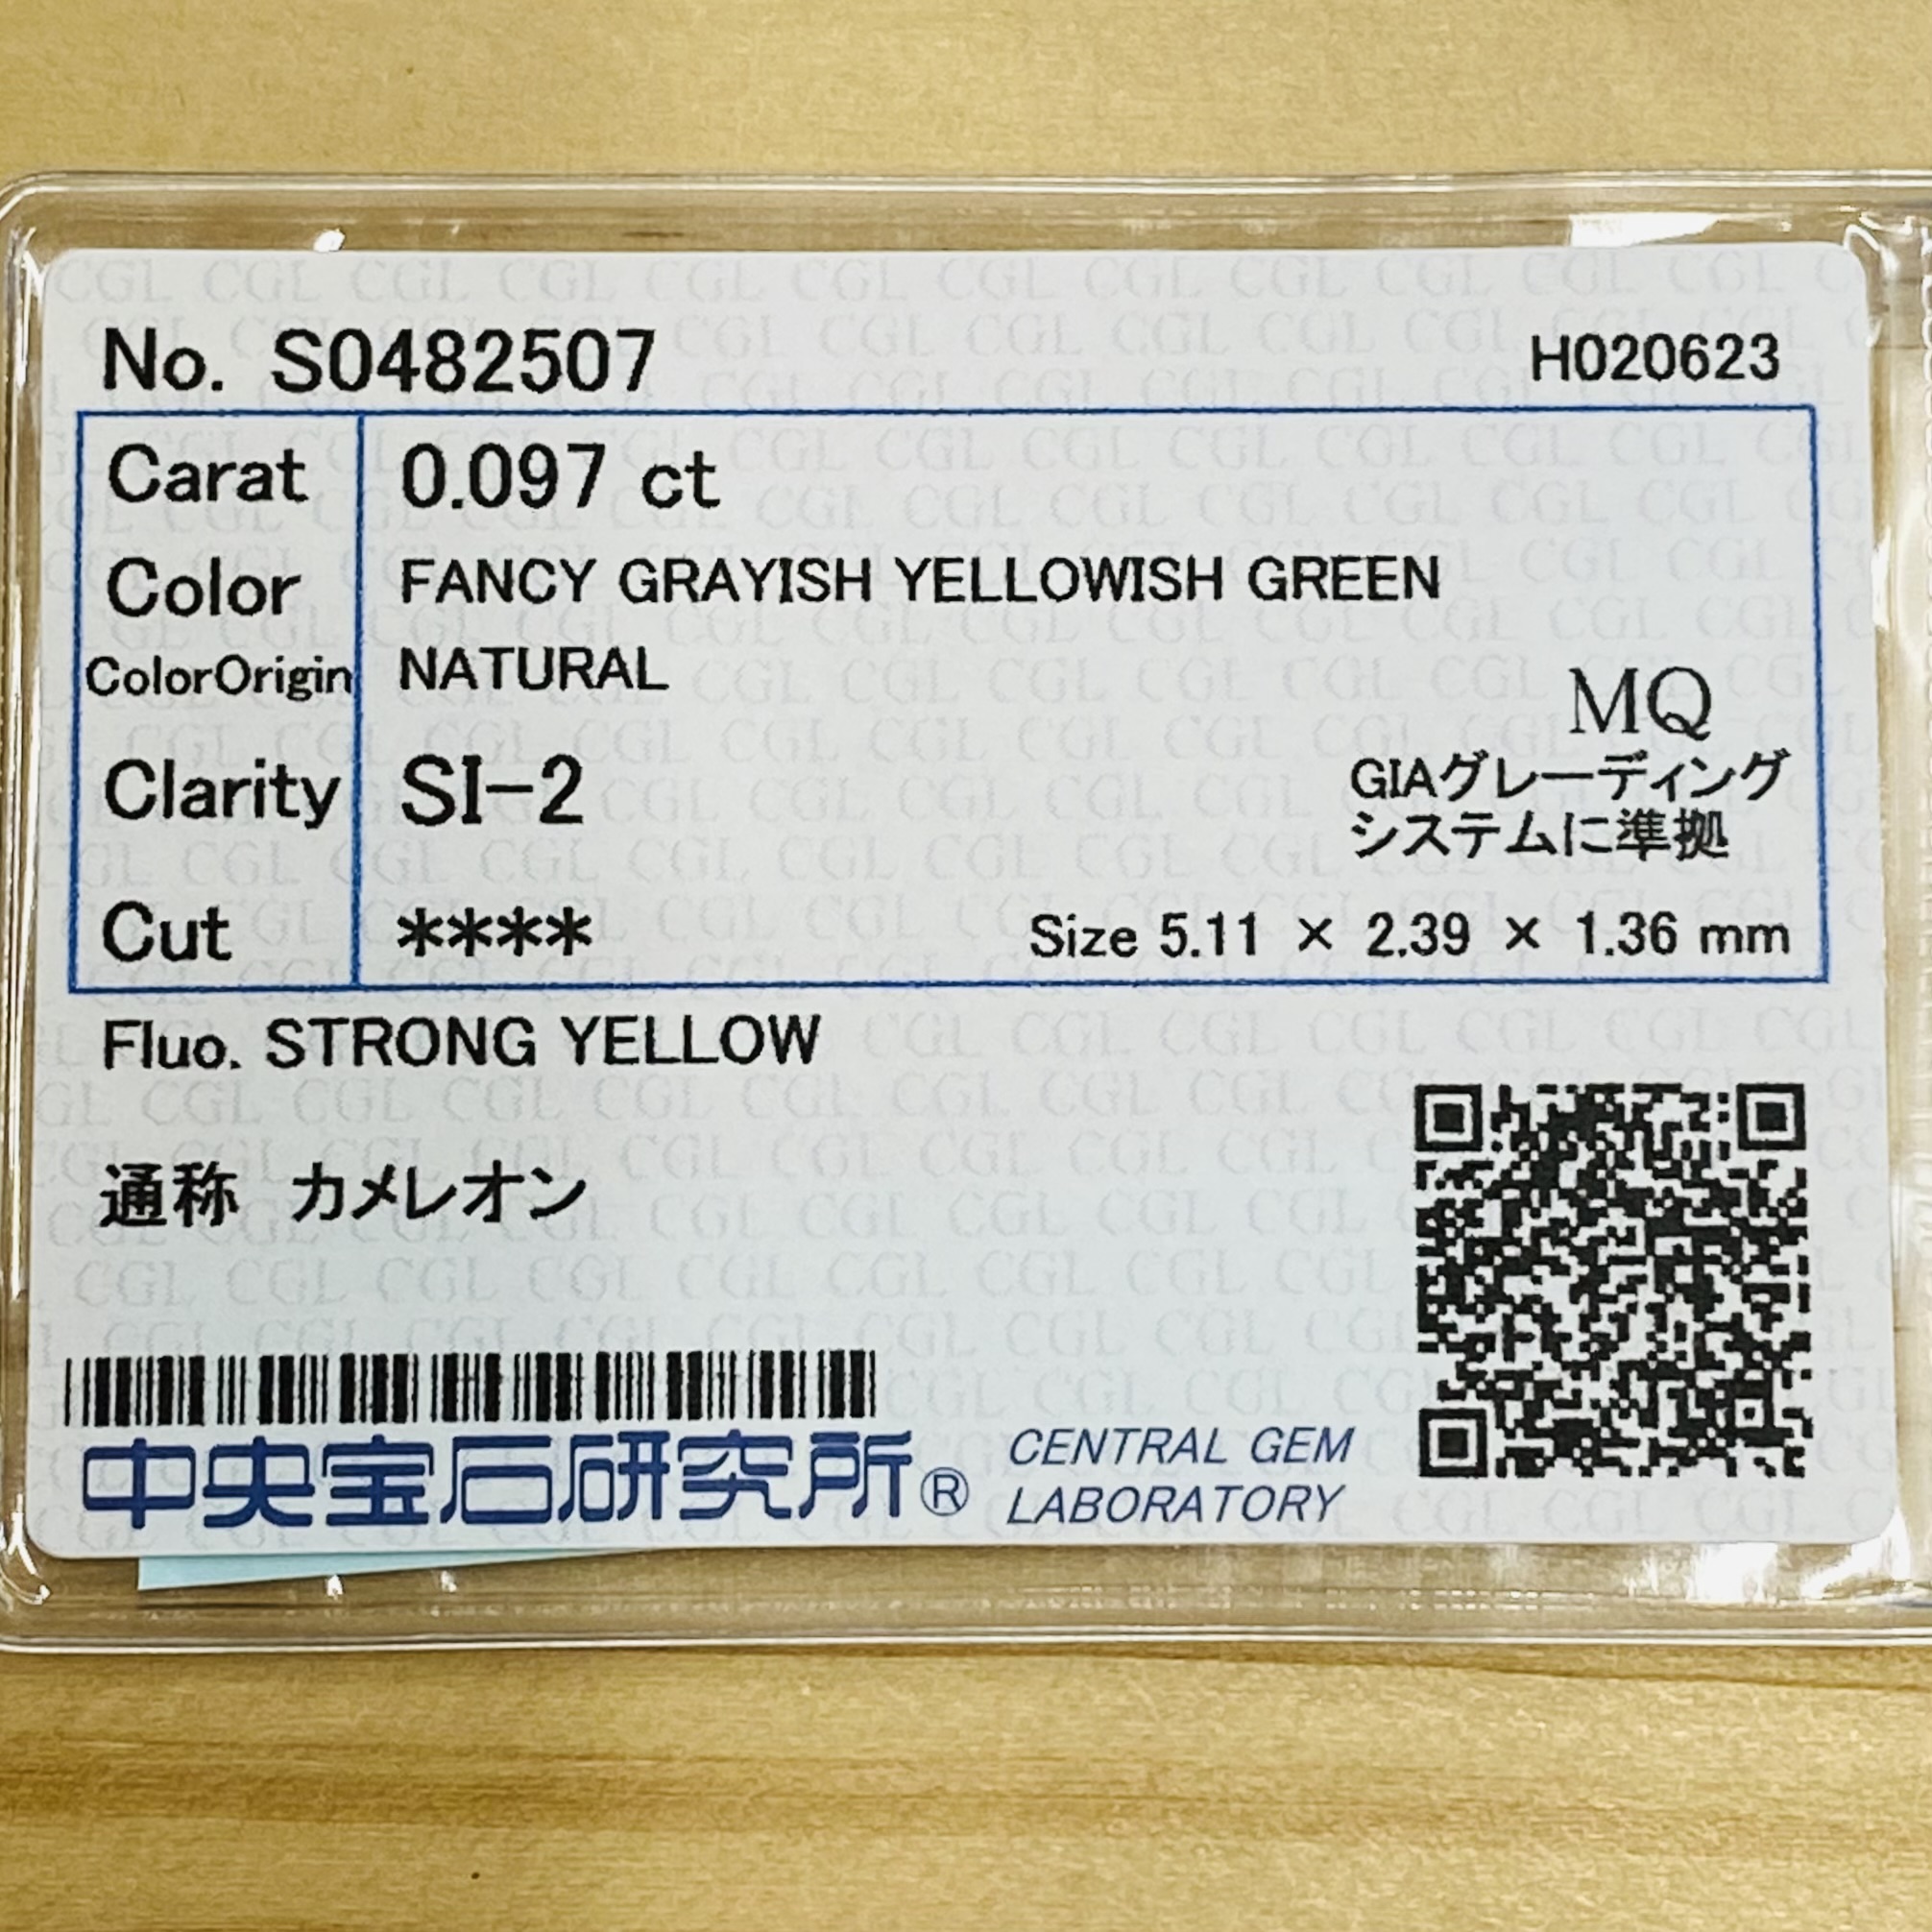 No. S0482507 H020623
Carat 0.097 ct
Color FANCY GRAYISH YELLOWISH GREEN
ColorOrigin NATURAL
MQ
Clarity SI-2
GIAグレーディング
システムに準拠
Cut **** Size 5.11 × 2.39 × 1.36 mm
Fluo. STRONG YELLOW
通称 カメレオン
中央宝石研究所® CENTRAL GEM
LABORATORY